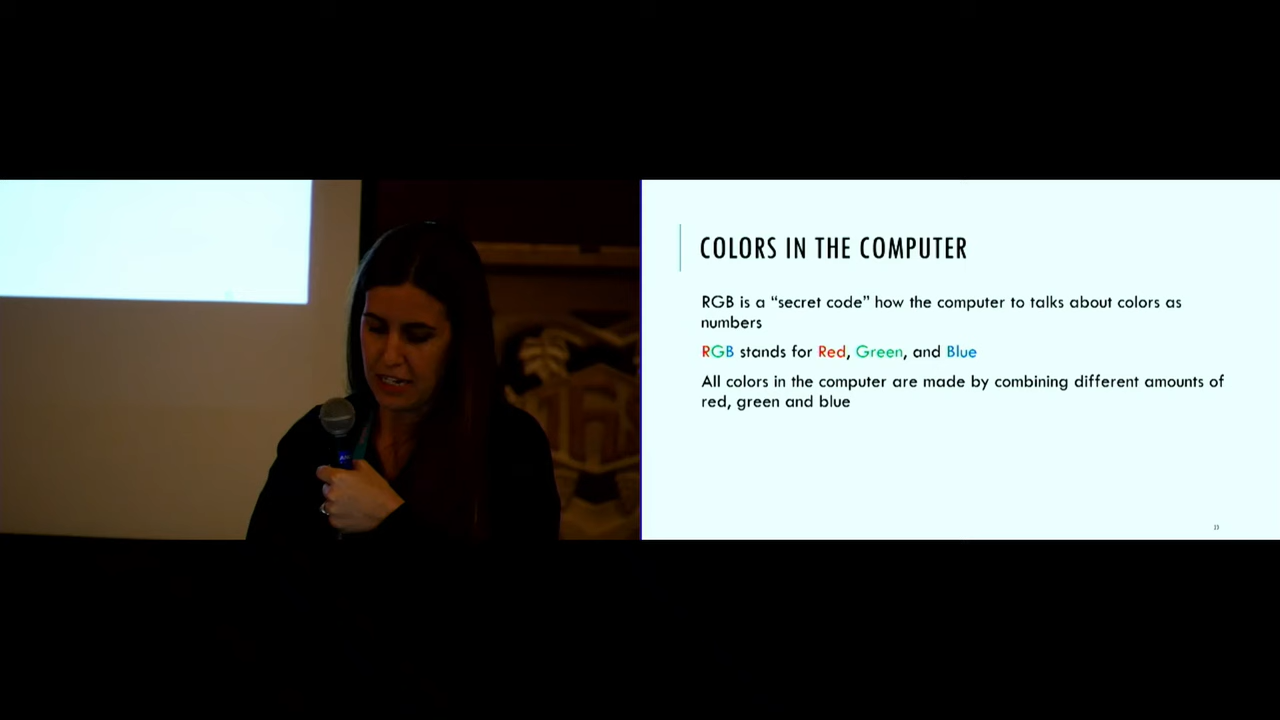 COLORS IN THE COMPUTER
RGB is a “secret code” how the computer to talks about colors as
numbers
RGB stands for Red, Green, and Blue
All colors in the computer are made by combining different amounts of
red, green and blue